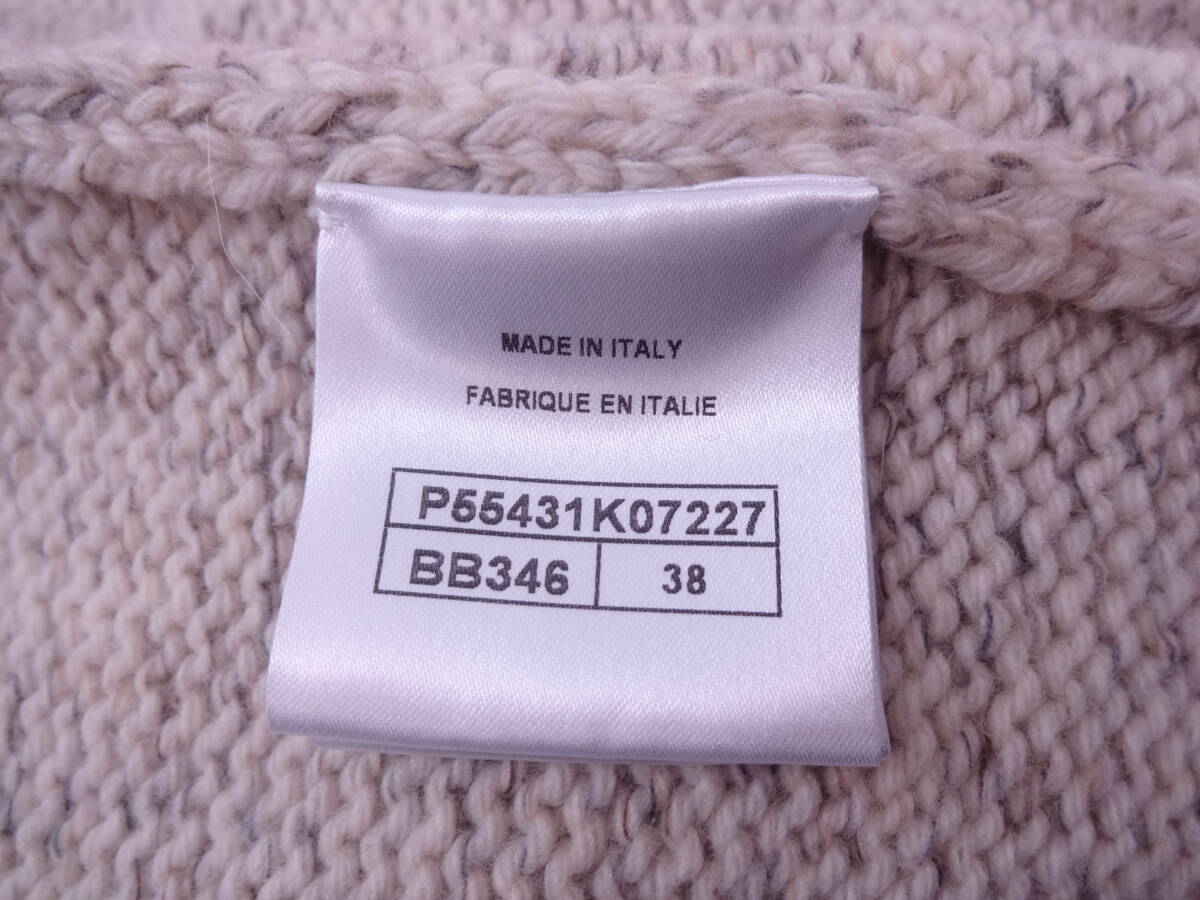 MADE IN ITALY
FABRIQUE EN ITALIE
P55431K07227
BB346 38